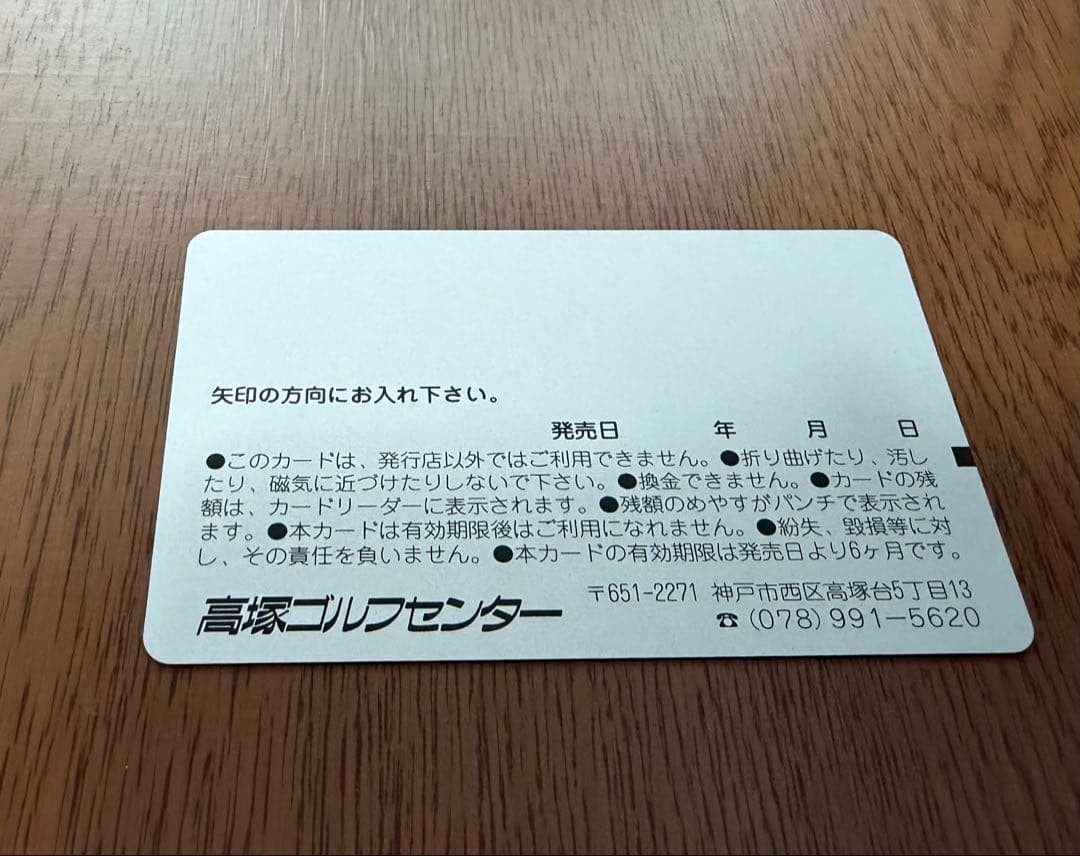 矢印の方向にお入れ下さい。
発売日 年 月 日
●このカードは、発行店以外ではご利用できません。●折り曲げたり、汚し
たり、磁気に近づけたりしないで下さい。●換金できません。●カードの残
額は、カードリーダーに表示されます。●残額のめやすがパンチで表示され
ます。●本カードは有効期限後はご利用になれません。●紛失、毀損等に対
し、その責任を負いません。●本カードの有効期限は発売日より6ヶ月です。
〒651-2271 神戸市西区高塚台5丁目13
高塚ゴルフセンター ☎(078)991-5620